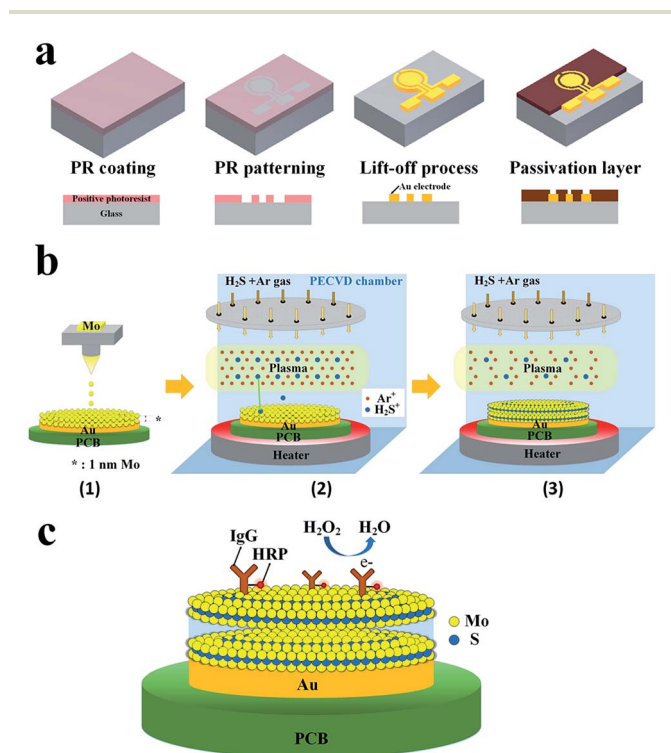 a
PR coating
PR patterning
Lift-off process
Passivation layer
Au electrode
Positive photoresist
Glass
b
H2S +Ar gas
PECVD chamber
H2S +Ar gas
Mo
Plasma
Plasma
Ar+
H2S+
*
Au
PCB
Au
PCB
Au
PCB
* : 1 nm Mo
Heater
Heater
(1)
(2)
(3)
c
IgG
HRP
H2O2
H2O
e-
Mo
S
Au
PCB